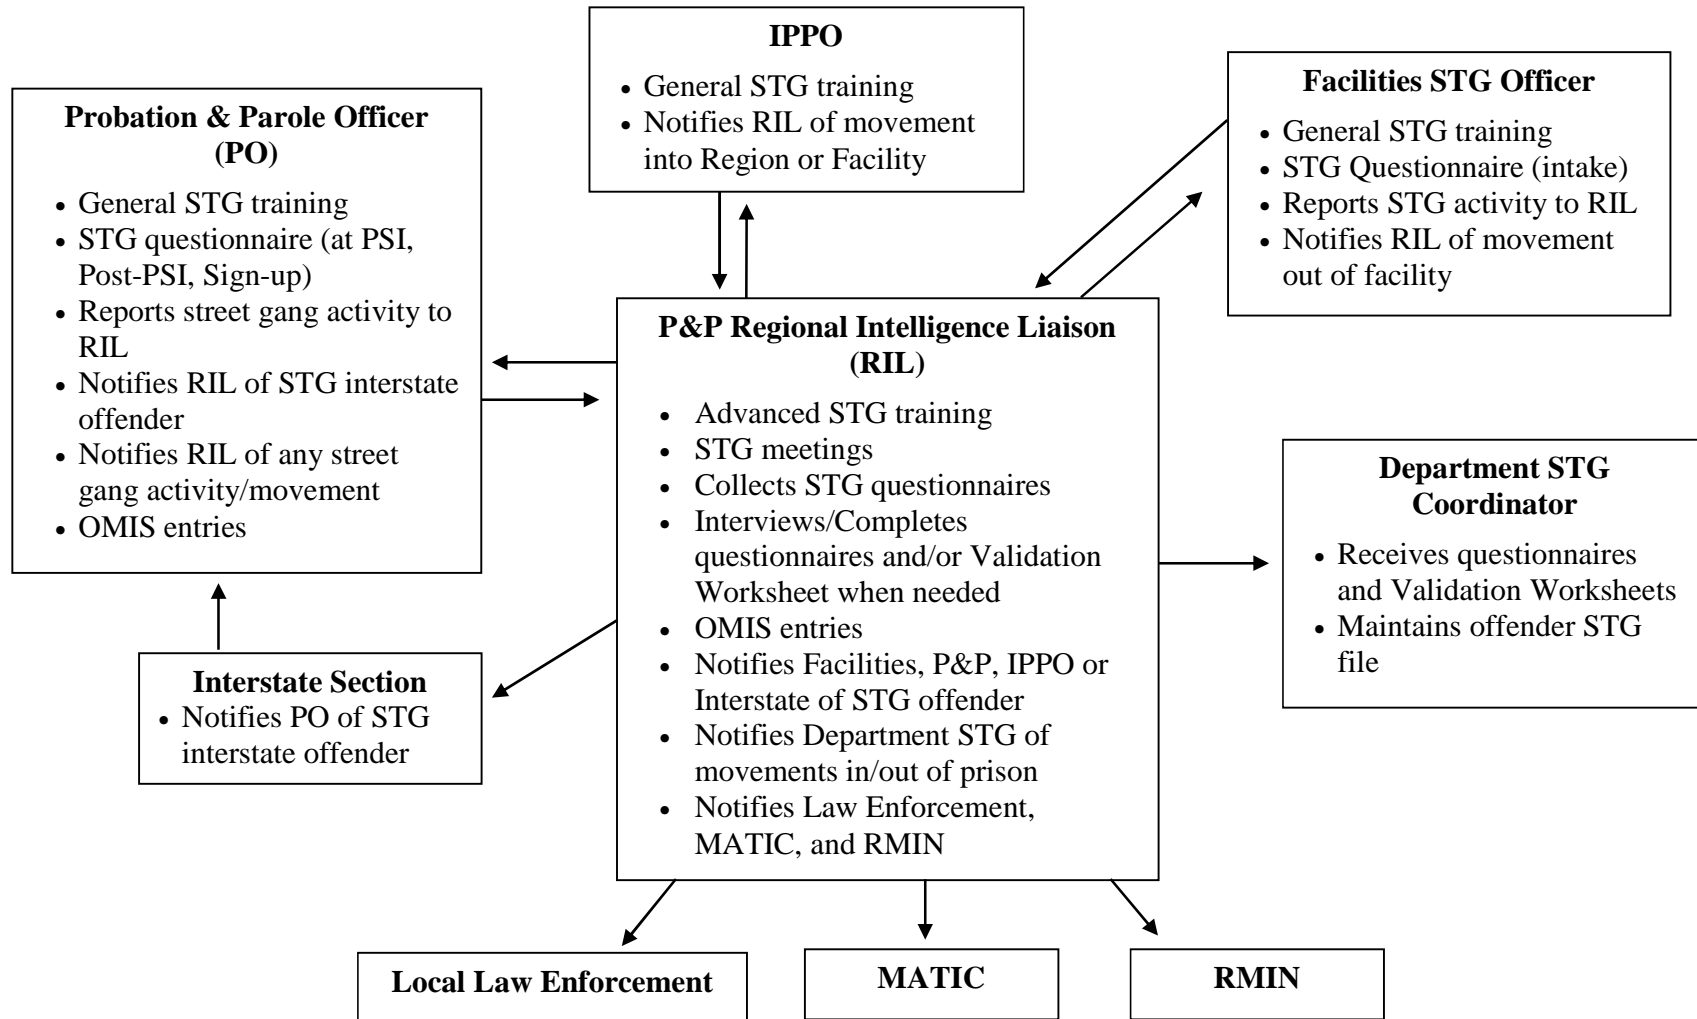 IPPO
• General STG training
• Notifies RIL of movement
into Region or Facility
Facilities STG Officer
• General STG training
• STG Questionnaire (intake)
• Reports STG activity to RIL
• Notifies RIL of movement
out of facility
Probation & Parole Officer
(PO)
• General STG training
• STG questionnaire (at PSI,
Post-PSI, Sign-up)
• Reports street gang activity to
RIL
• Notifies RIL of STG interstate
offender
• Notifies RIL of any street
gang activity/movement
• OMIS entries
P&P Regional Intelligence Liaison
(RIL)
• Advanced STG training
• STG meetings
• Collects STG questionnaires
• Interviews/Completes
questionnaires and/or Validation
Worksheet when needed
• OMIS entries
• Notifies Facilities, P&P, IPPO or
Interstate of STG offender
• Notifies Department STG of
movements in/out of prison
• Notifies Law Enforcement,
MATIC, and RMIN
Department STG
Coordinator
• Receives questionnaires
and Validation Worksheets
• Maintains offender STG
file
Interstate Section
• Notifies PO of STG
interstate offender
Local Law Enforcement
MATIC
RMIN